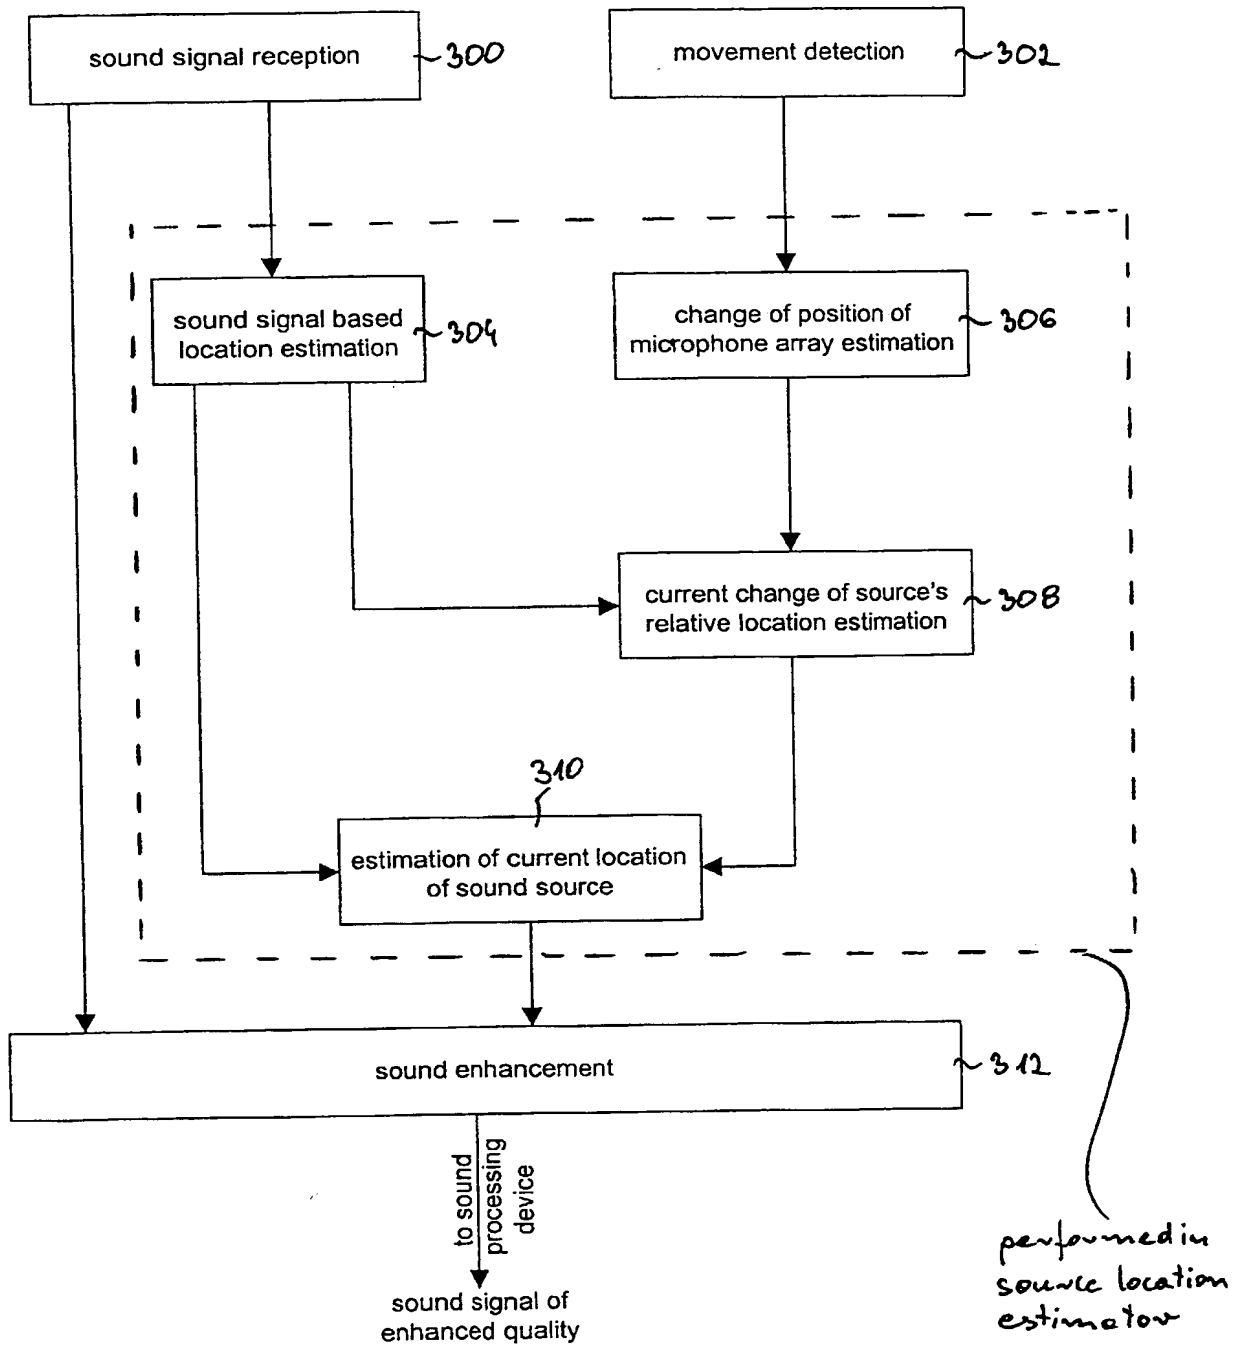 sound signal reception
300
movement detection
302
sound signal based
location estimation
304
change of position of
microphone array estimation
306
current change of source's
relative location estimation
308
310
estimation of current location
of sound source
sound enhancement
312
to sound
processing
device
sound signal of
enhanced quality
performed in
source location
estimator